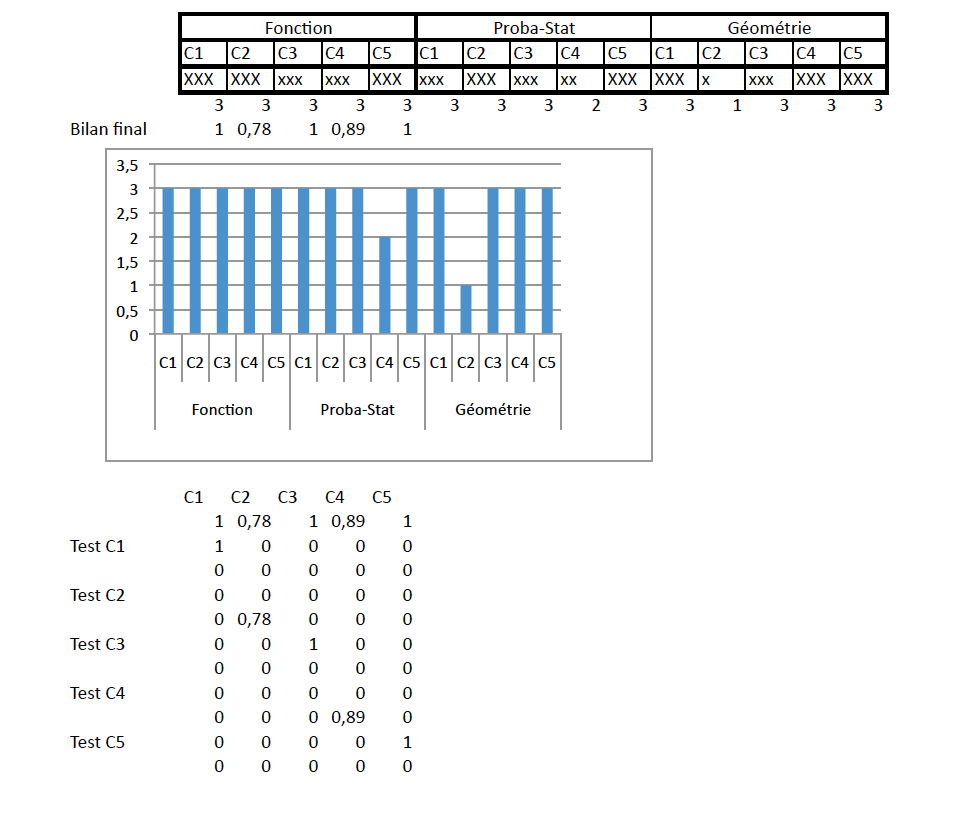 Fonction Proba-Stat Géométrie
C1 C2 C3 C4 C5 C1 C2 C3 C4 C5 C1 C2 C3 C4 C5
XXX XXX xxx xxx XXX xxx XXX xxx xx XXX XXX x xxx XXX XXX
3 3 3 3 3 3 3 3 2 3 3 1 3 3 3
Bilan final 1 0,78 1 0,89 1
3,5
3
2,5
2
1,5
1
0,5
0
C1 C2 C3 C4 C5 C1 C2 C3 C4 C5 C1 C2 C3 C4 C5
Fonction Proba-Stat Géométrie
C1 C2 C3 C4 C5
1 0,78 1 0,89 1
Test C1 1 0 0 0 0
0 0 0 0 0
Test C2 0 0 0 0 0
0 0,78 0 0 0
Test C3 0 0 1 0 0
0 0 0 0 0
Test C4 0 0 0 0 0
0 0 0 0,89 0
Test C5 0 0 0 0 1
0 0 0 0 0